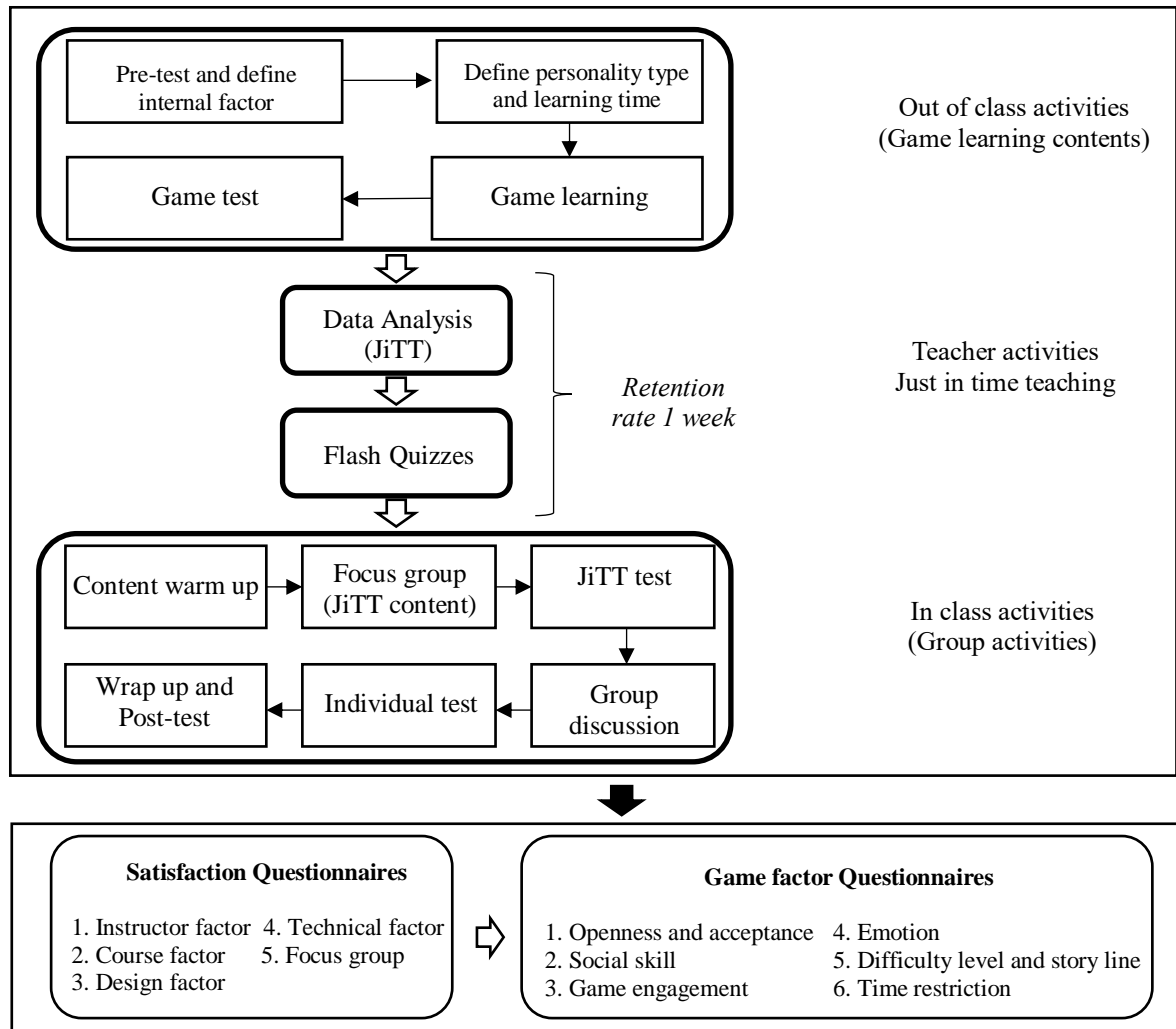 Pre-test and define
internal factor
Define personality type
and learning time
Out of class activities
(Game learning contents)
Game test
Game learning
Data Analysis
(JiTT)
Retention
rate 1 week
Teacher activities
Just in time teaching
Flash Quizzes
Content warm up
Focus group
(JiTT content)
JiTT test
In class activities
(Group activities)
Wrap up and
Post-test
Individual test
Group
discussion
Satisfaction Questionnaires
1. Instructor factor
2. Course factor
3. Design factor
4. Technical factor
5. Focus group
Game factor Questionnaires
1. Openness and acceptance
2. Social skill
3. Game engagement
4. Emotion
5. Difficulty level and story line
6. Time restriction